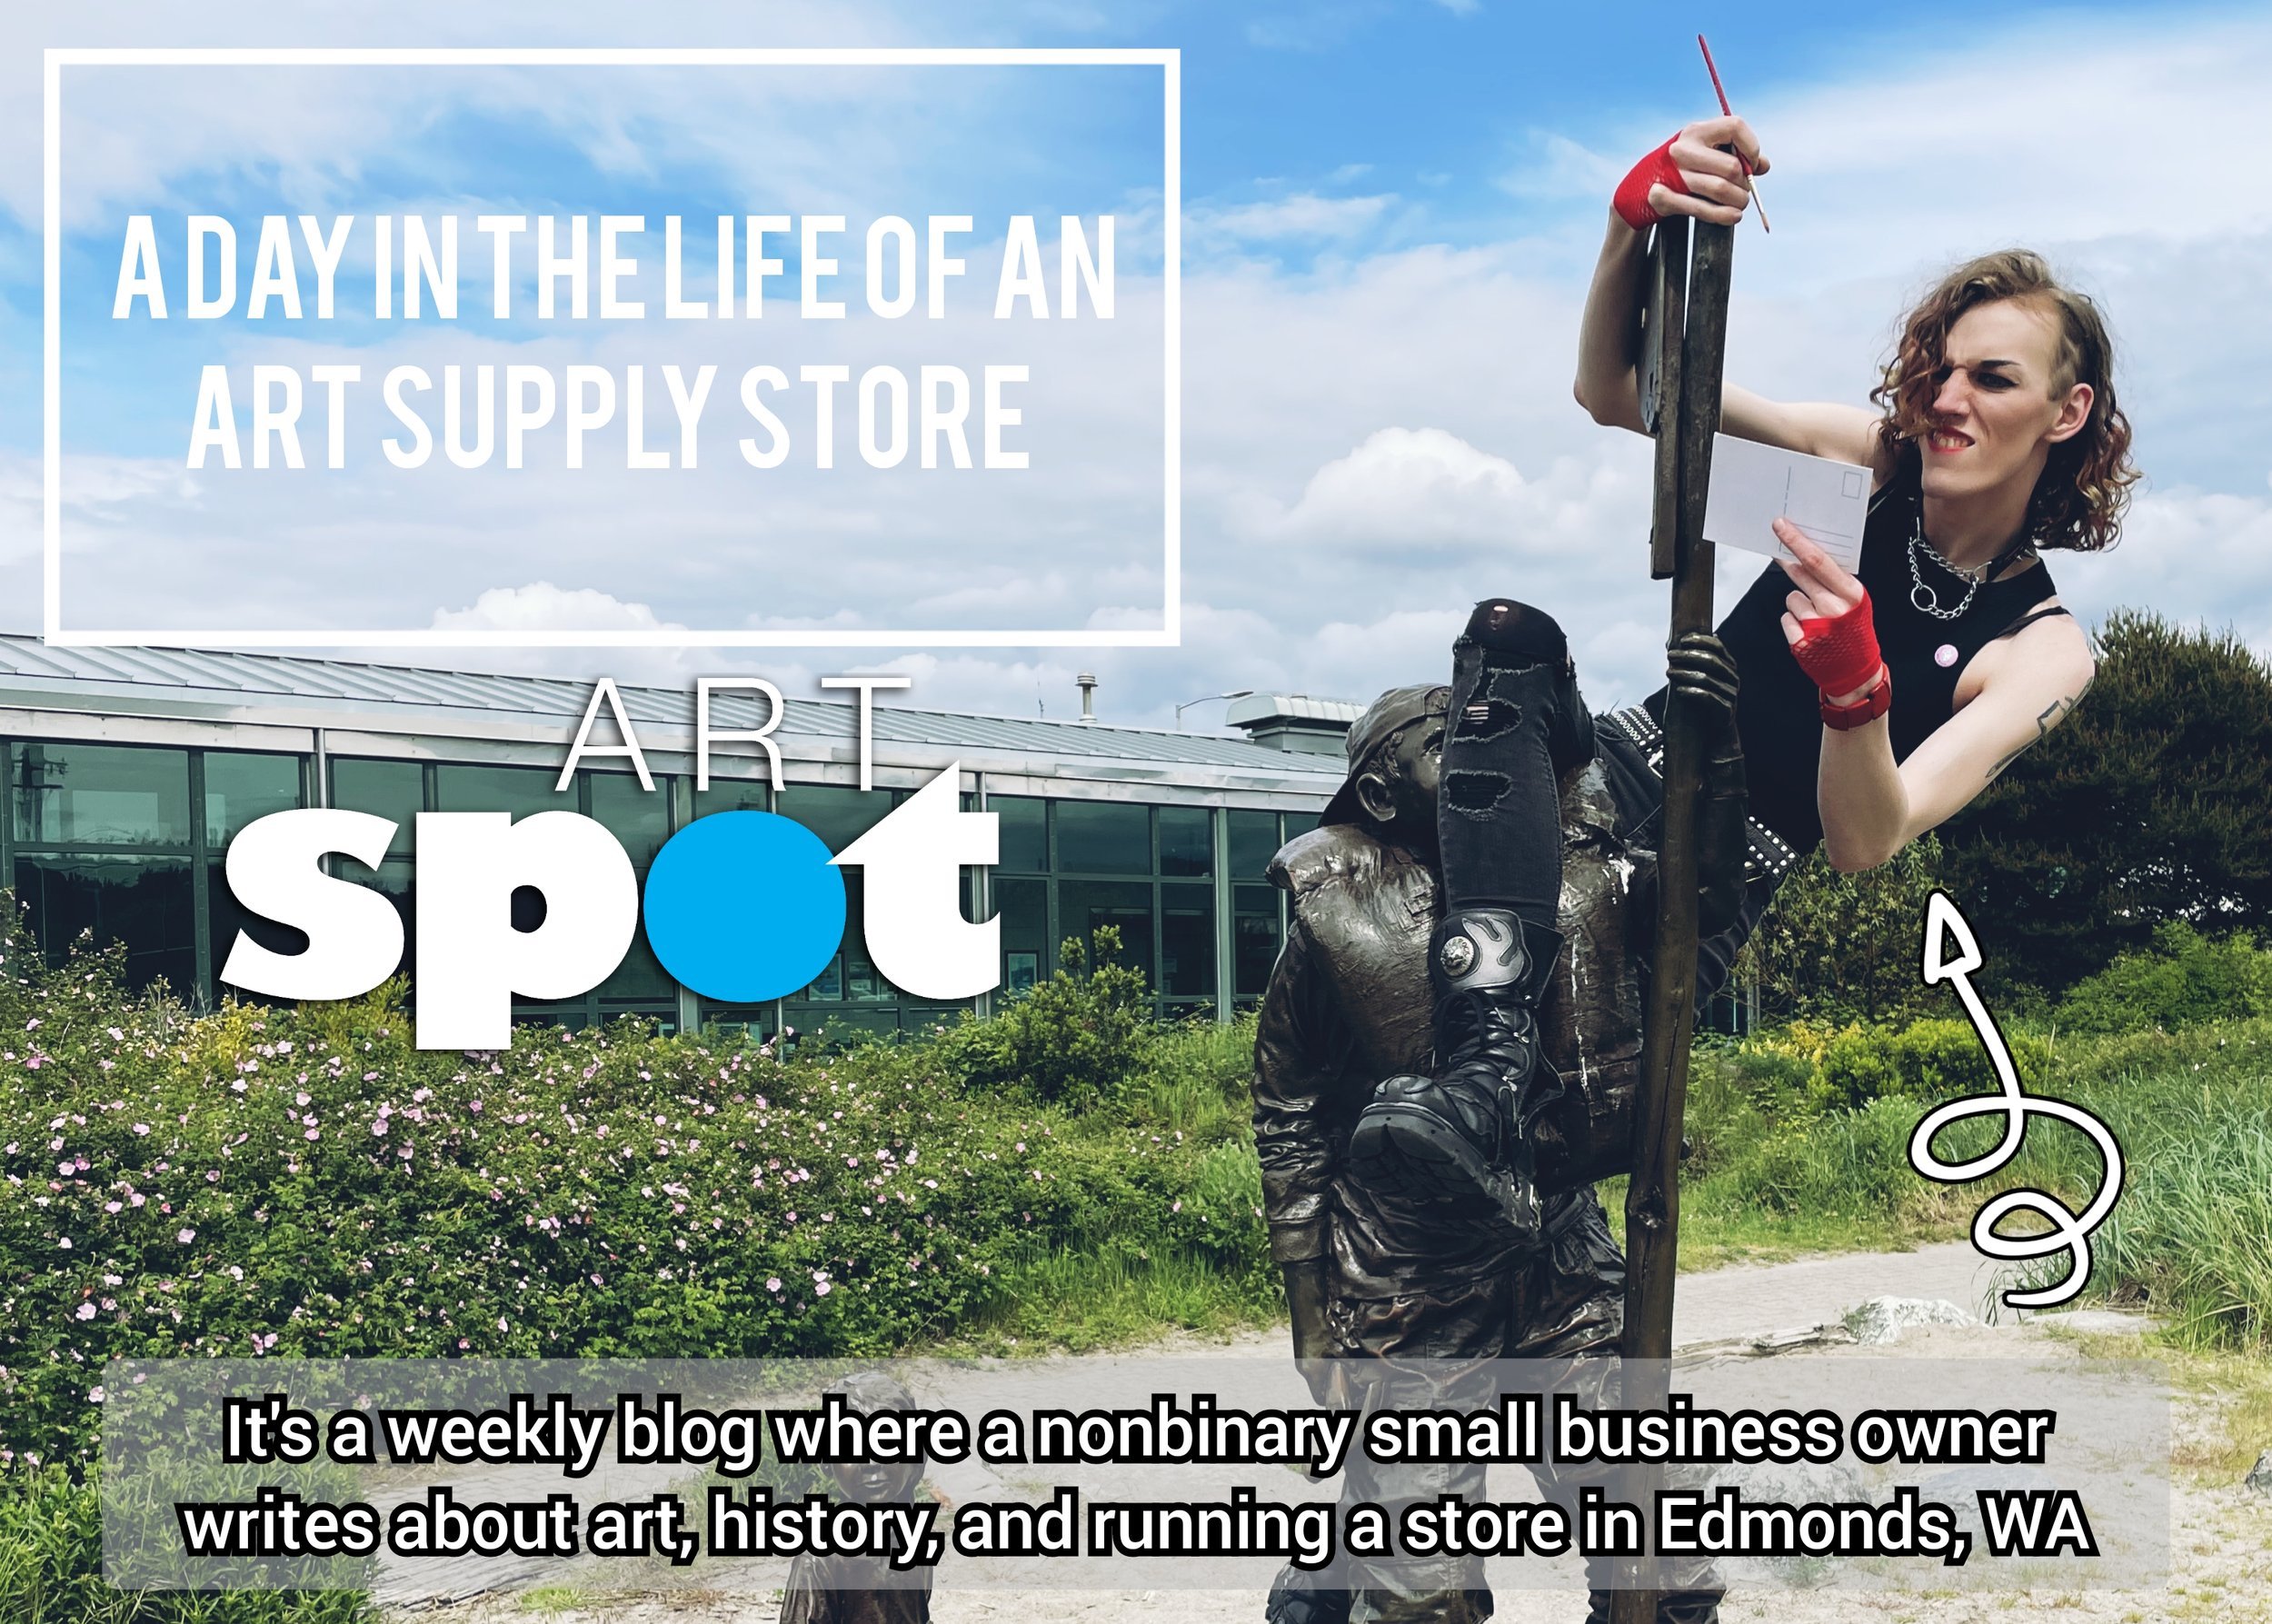 A DAY IN THE LIFE OF AN
ART SUPPLY STORE
ART
spot
It's a weekly blog where a nonbinary small business owner
writes about art, history, and running a store in Edmonds, WA